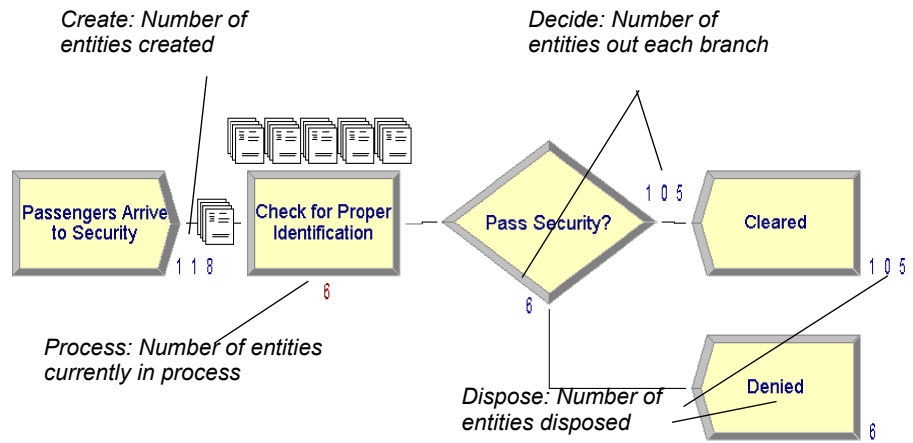 Create: Number of
entities created
Decide: Number of
entities out each branch
Passengers Arrive
to Security
1 1 8
Check for Proper
Identification
6
Pass Security?
1 0 5
6
Cleared
1 0 5
Process: Number of entities
currently in process
Dispose: Number of
entities disposed
Denied
6